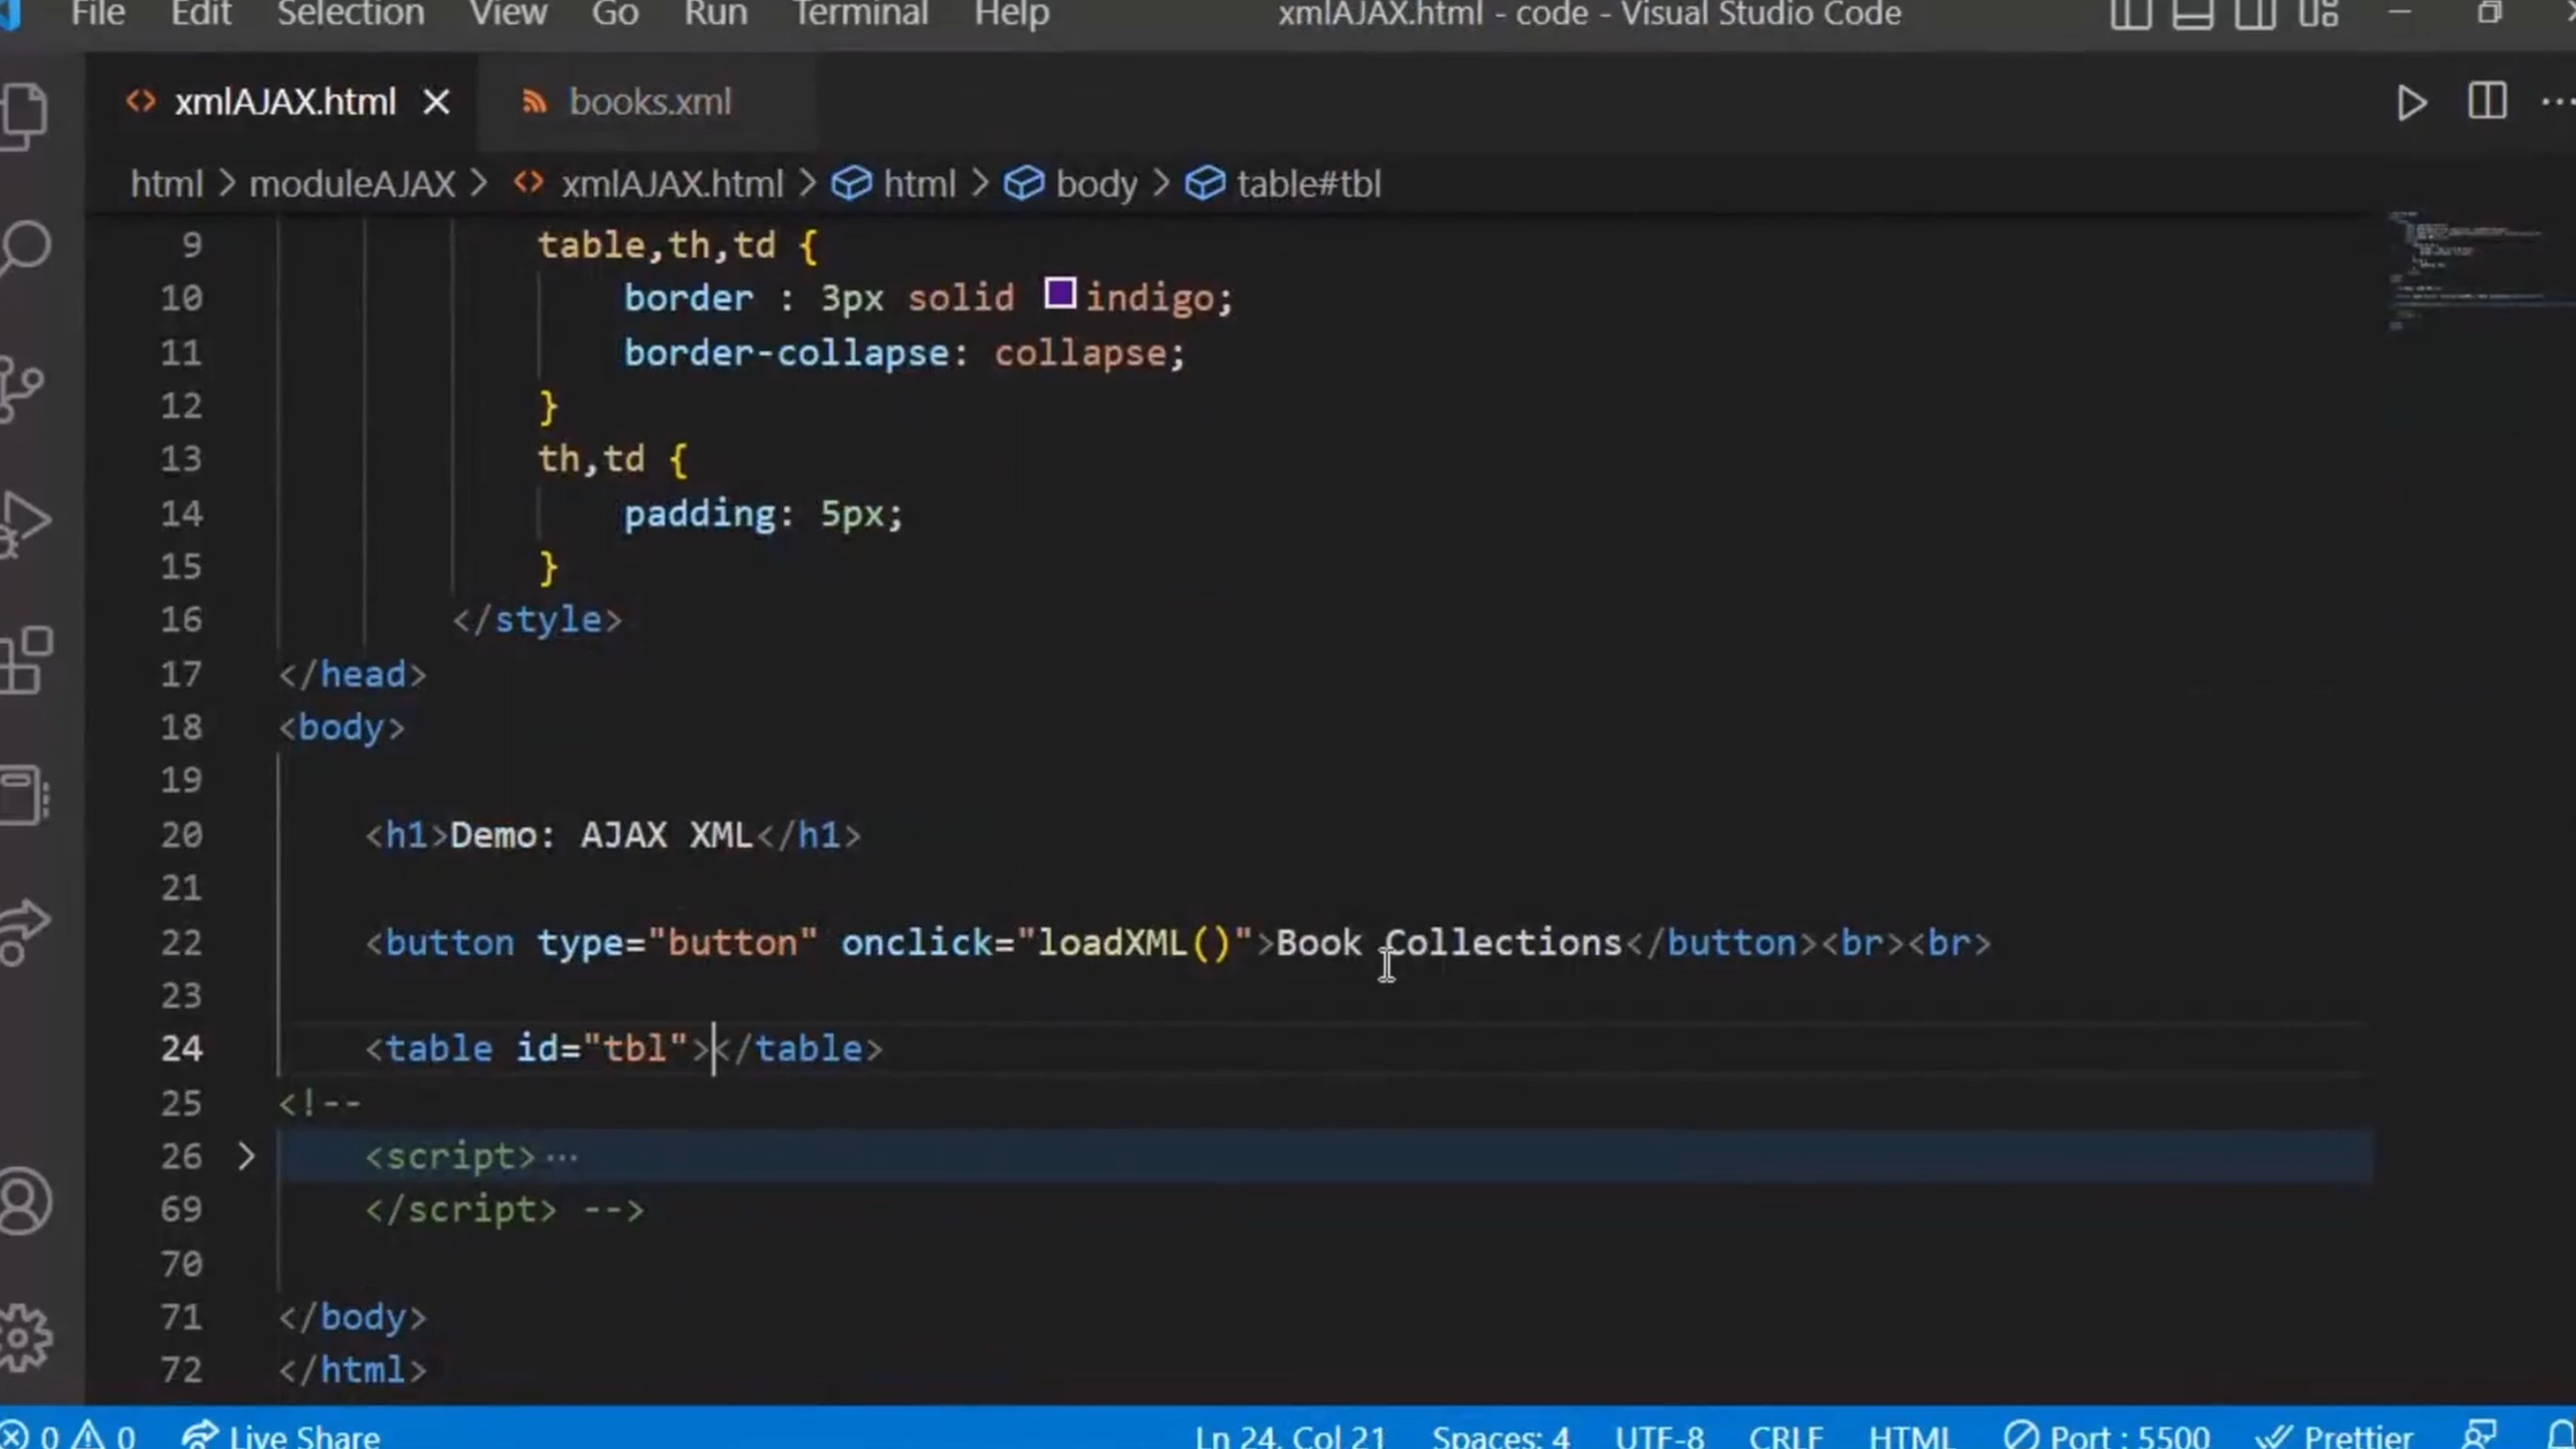 File Edit Selection View Go Run Terminal Help xmlAJAX.html - code - Visual Studio Code
xmlAJAX.html books.xml
html > moduleAJAX > xmlAJAX.html > html > body > table#tbl
9 table,th,td {
10 border : 3px solid indigo;
11 border-collapse: collapse;
12 }
13 th,td {
14 padding: 5px;
15 }
16 </style>
17 </head>
18 <body>
19
20 <h1>Demo: AJAX XML</h1>
21
22 <button type="button" onclick="loadXML()">Book Collections</button><br><br>
23
24 <table id="tbl"></table>
25 <!--
26 <script>...
69 </script> -->
70
71 </body>
72 </html>
0 0 Live Share Ln 24, Col 21 Spaces: 4 UTF-8 CRLF HTML Port : 5500 Prettier